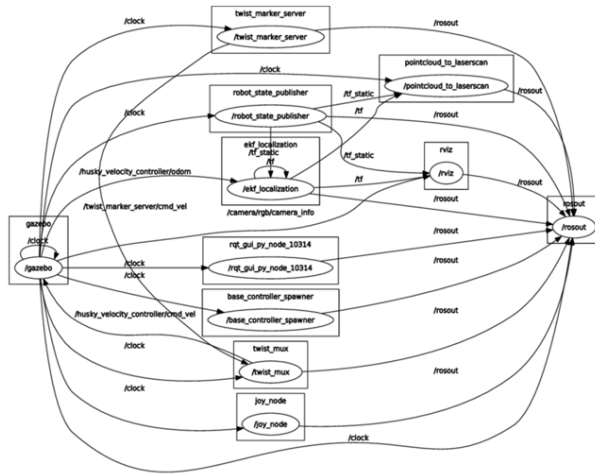 twist_marker_server
/clock
/twist_marker_server
/rosout
pointcloud_to_laserscan
/clock
/pointcloud_to_laserscan
robot_state_publisher
/tf_static
/rosout
/clock
/robot_state_publisher
/tf
/rosout
ekf_localization
/tf_static
/tf
/tf_static
rviz
/husky_velocity_controller/odom
/ekf_localization
/tf
/rviz
/rosout
/rosout
rosout
/twist_marker_server/cmd_vel
/camera/rgb/camera_info
gazebo
/clock
/rosout
rqt_gui_py_node_10314
/gazebo
/clock
/rqt_gui_py_node_10314
/rosout
/clock
base_controller_spawner
/husky_velocity_controller/cmd_vel
/base_controller_spawner
/rosout
twist_mux
/clock
/twist_mux
/rosout
joy_node
/clock
/joy_node
/rosout
/clock